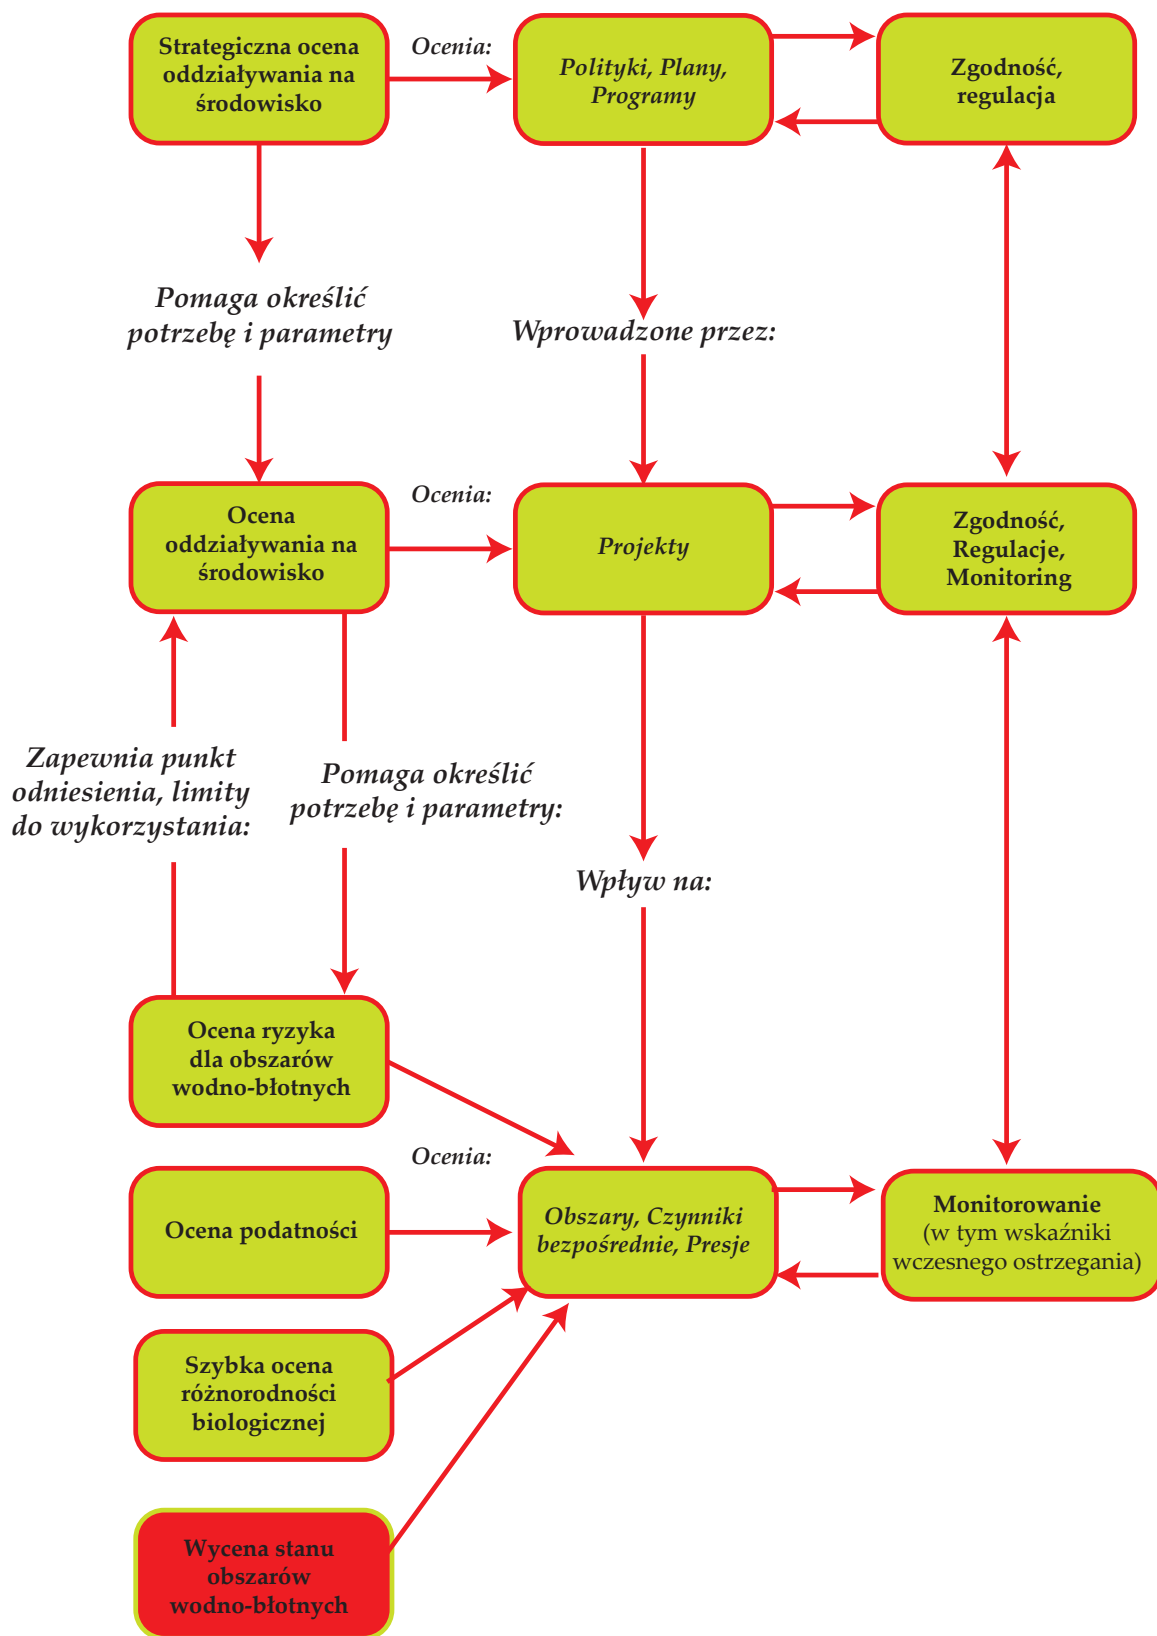 Strategiczna ocena
oddziaływania na
środowisko
Ocenia:
Polityki, Plany,
Programy
Zgodność,
regulacja
Pomaga określić
potrzebę i parametry
Wprowadzone przez:
Ocena
oddziaływania na
środowisko
Ocenia:
Projekty
Zgodność,
Regulacje,
Monitoring
Zapewnia punkt
odniesienia, limity
do wykorzystania:
Pomaga określić
potrzebę i parametry:
Wpływ na:
Ocena ryzyka
dla obszarów
wodno-błotnych
Ocenia:
Ocena podatności
Obszary, Czynniki
bezpośrednie, Presje
Monitorowanie
(w tym wskaźniki
wczesnego ostrzegania)
Szybka ocena
różnorodności
biologicznej
Wycena stanu
obszarów
wodno-błotnych